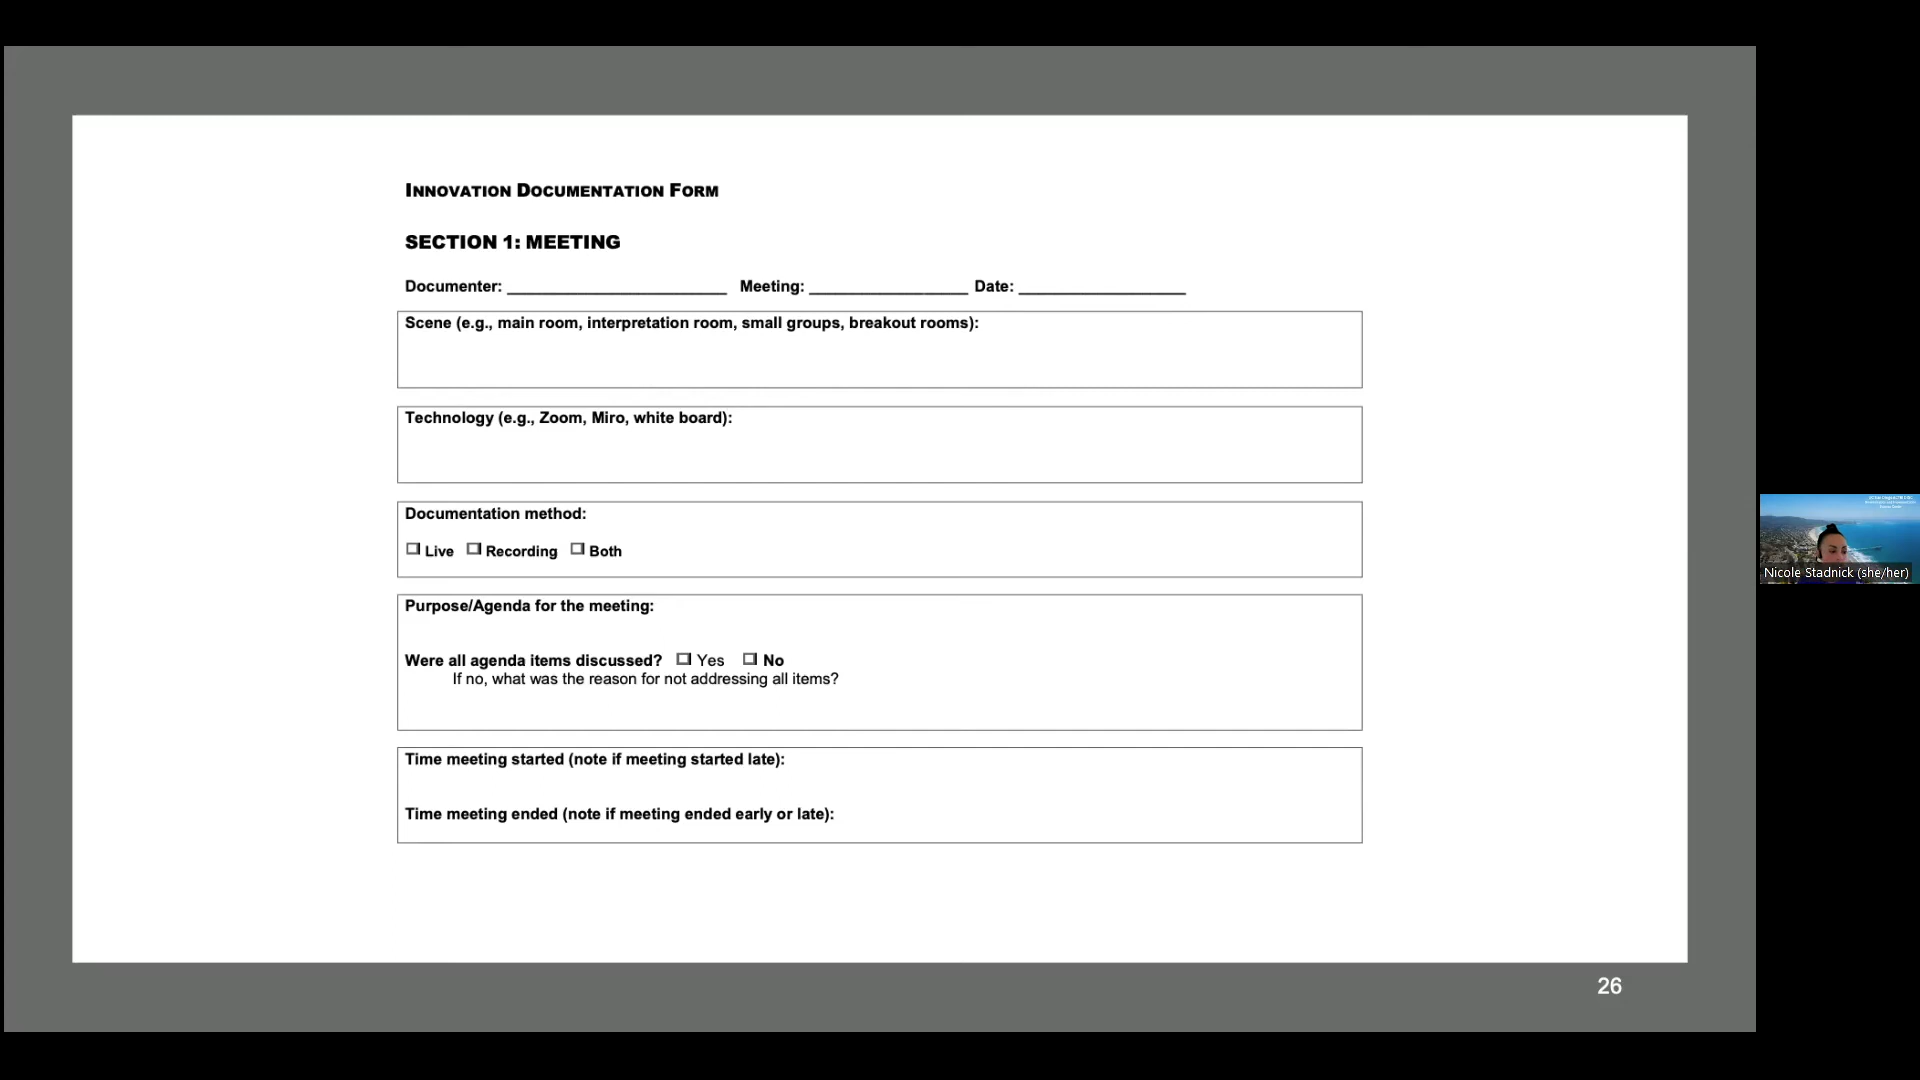 INNOVATION DOCUMENTATION FORM
SECTION 1: MEETING
Documenter: _________________________ Meeting: __________________ Date: ___________________
Scene (e.g., main room, interpretation room, small groups, breakout rooms):
Technology (e.g., Zoom, Miro, white board):
Documentation method:
☐ Live ☐ Recording ☐ Both
Purpose/Agenda for the meeting:
Were all agenda items discussed? ☐ Yes ☐ No
If no, what was the reason for not addressing all items?
Time meeting started (note if meeting started late):
Time meeting ended (note if meeting ended early or late):
26
Nicole Stadnick (she/her)